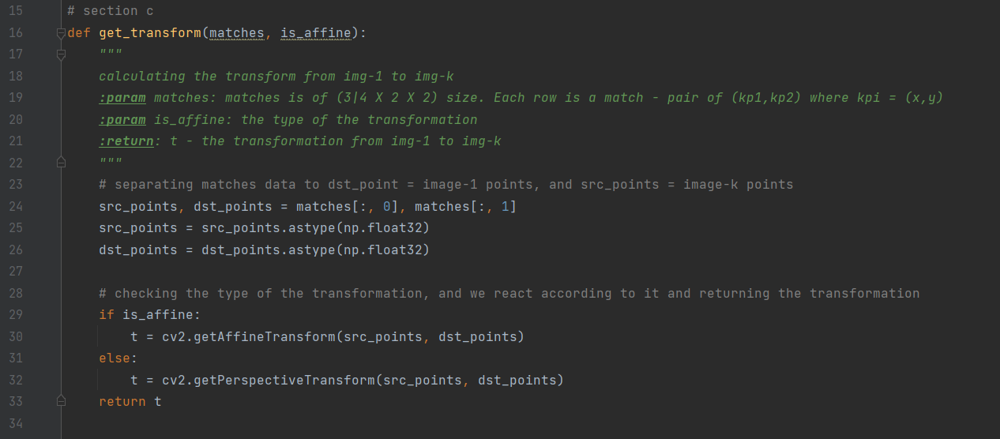 15 # section c
16 def get_transform(matches, is_affine):
17     """
18     calculating the transform from img-1 to img-k
19     :param matches: matches is of (3|4 X 2 X 2) size. Each row is a match - pair of (kp1,kp2) where kpi = (x,y)
20     :param is_affine: the type of the transformation
21     :return: t - the transformation from img-1 to img-k
22     """
23     # separating matches data to dst_point = image-1 points, and src_points = image-k points
24     src_points, dst_points = matches[:, 0], matches[:, 1]
25     src_points = src_points.astype(np.float32)
26     dst_points = dst_points.astype(np.float32)
27
28     # checking the type of the transformation, and we react according to it and returning the transformation
29     if is_affine:
30         t = cv2.getAffineTransform(src_points, dst_points)
31     else:
32         t = cv2.getPerspectiveTransform(src_points, dst_points)
33     return t
34